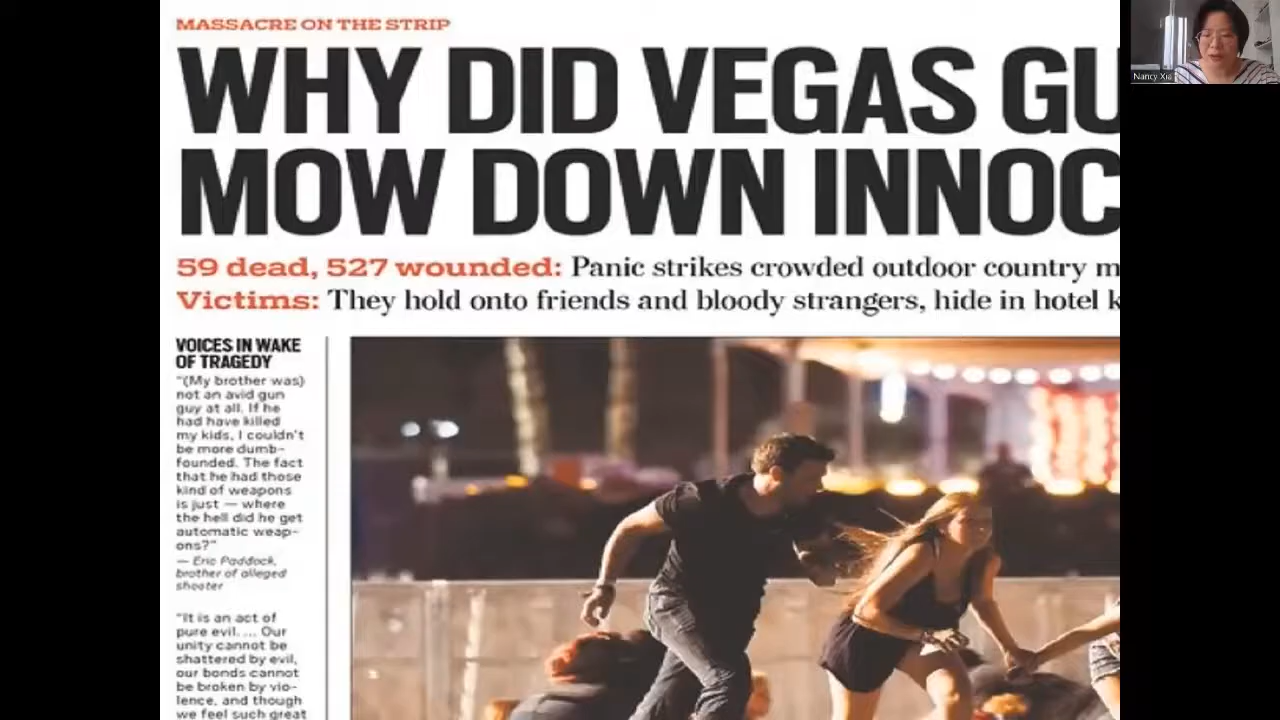 MASSACRE ON THE STRIP
WHY DID VEGAS GU
MOW DOWN INNOC
59 dead, 527 wounded: Panic strikes crowded outdoor country m
Victims: They hold onto friends and bloody strangers, hide in hotel k
VOICES IN WAKE
OF TRAGEDY
"(My brother was)
not an avid gun
guy at all. If he
had have killed
my kids, I couldn't
be more dumb-
founded. The fact
that he had those
kind of weapons
is just — where
the hell did he get
automatic weap-
ons?"
— Eric Paddock,
brother of alleged
shooter
"It is an act of
pure evil. ... Our
unity cannot be
shattered by evil,
our bonds cannot
be broken by vio-
lence, and though
we feel such great
Nancy Xia